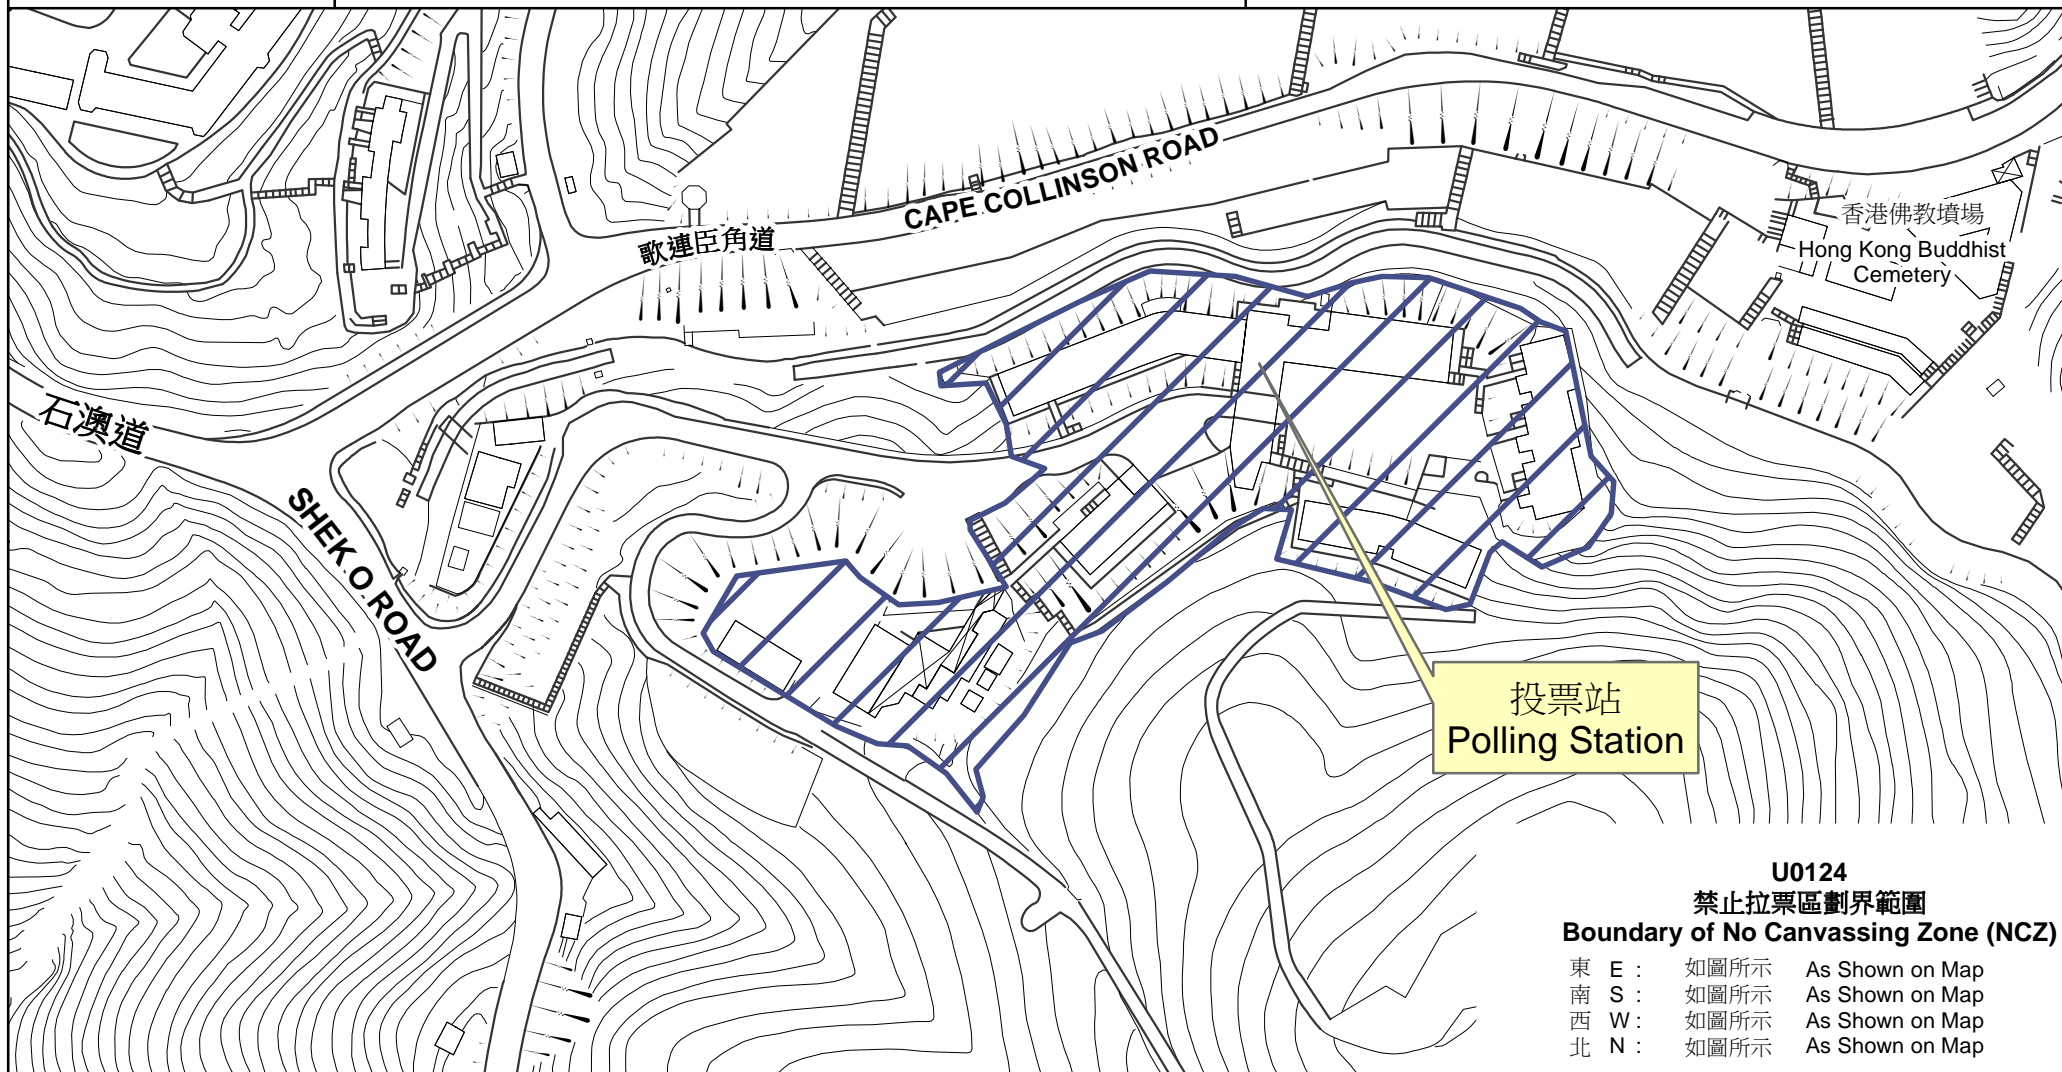 CAPE COLLINSON ROAD
歌連臣角道
香港佛教墳場
Hong Kong Buddhist
Cemetery
石澳道
SHEK O ROAD
投票站
Polling Station
U0124
禁止拉票區劃界範圍
Boundary of No Canvassing Zone (NCZ)
東 E : 如圖所示 As Shown on Map
南 S : 如圖所示 As Shown on Map
西 W : 如圖所示 As Shown on Map
北 N : 如圖所示 As Shown on Map